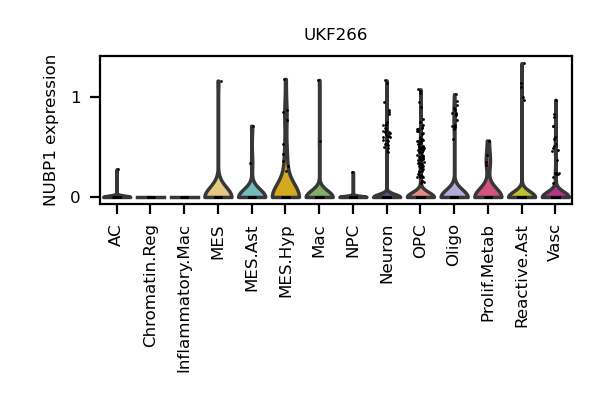 UKF266
NUBP1 expression
1
0
AC
Chromatin.Reg
Inflammatory.Mac
MES
MES.Ast
MES.Hyp
Mac
NPC
Neuron
OPC
Oligo
Prolif.Metab
Reactive.Ast
Vasc